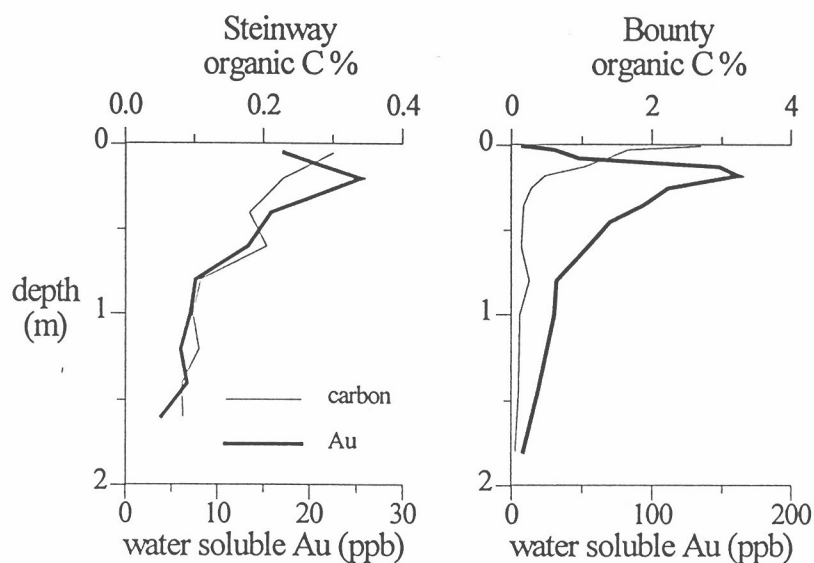 Steinway
organic C %
0.0 0.2 0.4
0
1
2
depth
(m)
carbon
Au
0 10 20 30
water soluble Au (ppb)
Bounty
organic C %
0 2 4
0
1
2
0 100 200
water soluble Au (ppb)